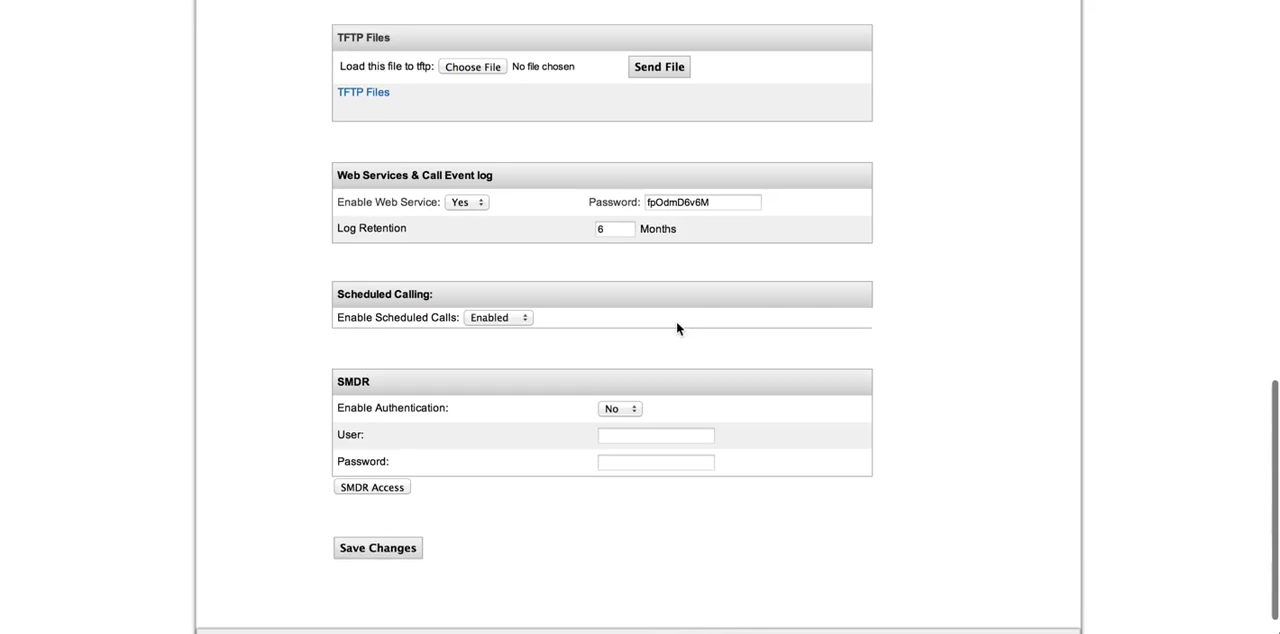 TFTP Files
Load this file to tftp: Choose File No file chosen Send File
TFTP Files
Web Services & Call Event log
Enable Web Service: Yes Password: fpOdmD6v6M
Log Retention 6 Months
Scheduled Calling:
Enable Scheduled Calls: Enabled
SMDR
Enable Authentication: No
User:
Password:
SMDR Access
Save Changes